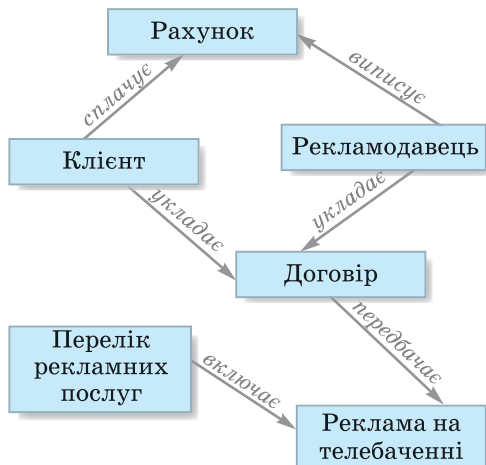 Рахунок
сплачує
виписує
Клієнт
Рекламодавець
укладає
укладає
Договір
Перелік
рекламних
послуг
включає
передбачає
Реклама на
телебаченні